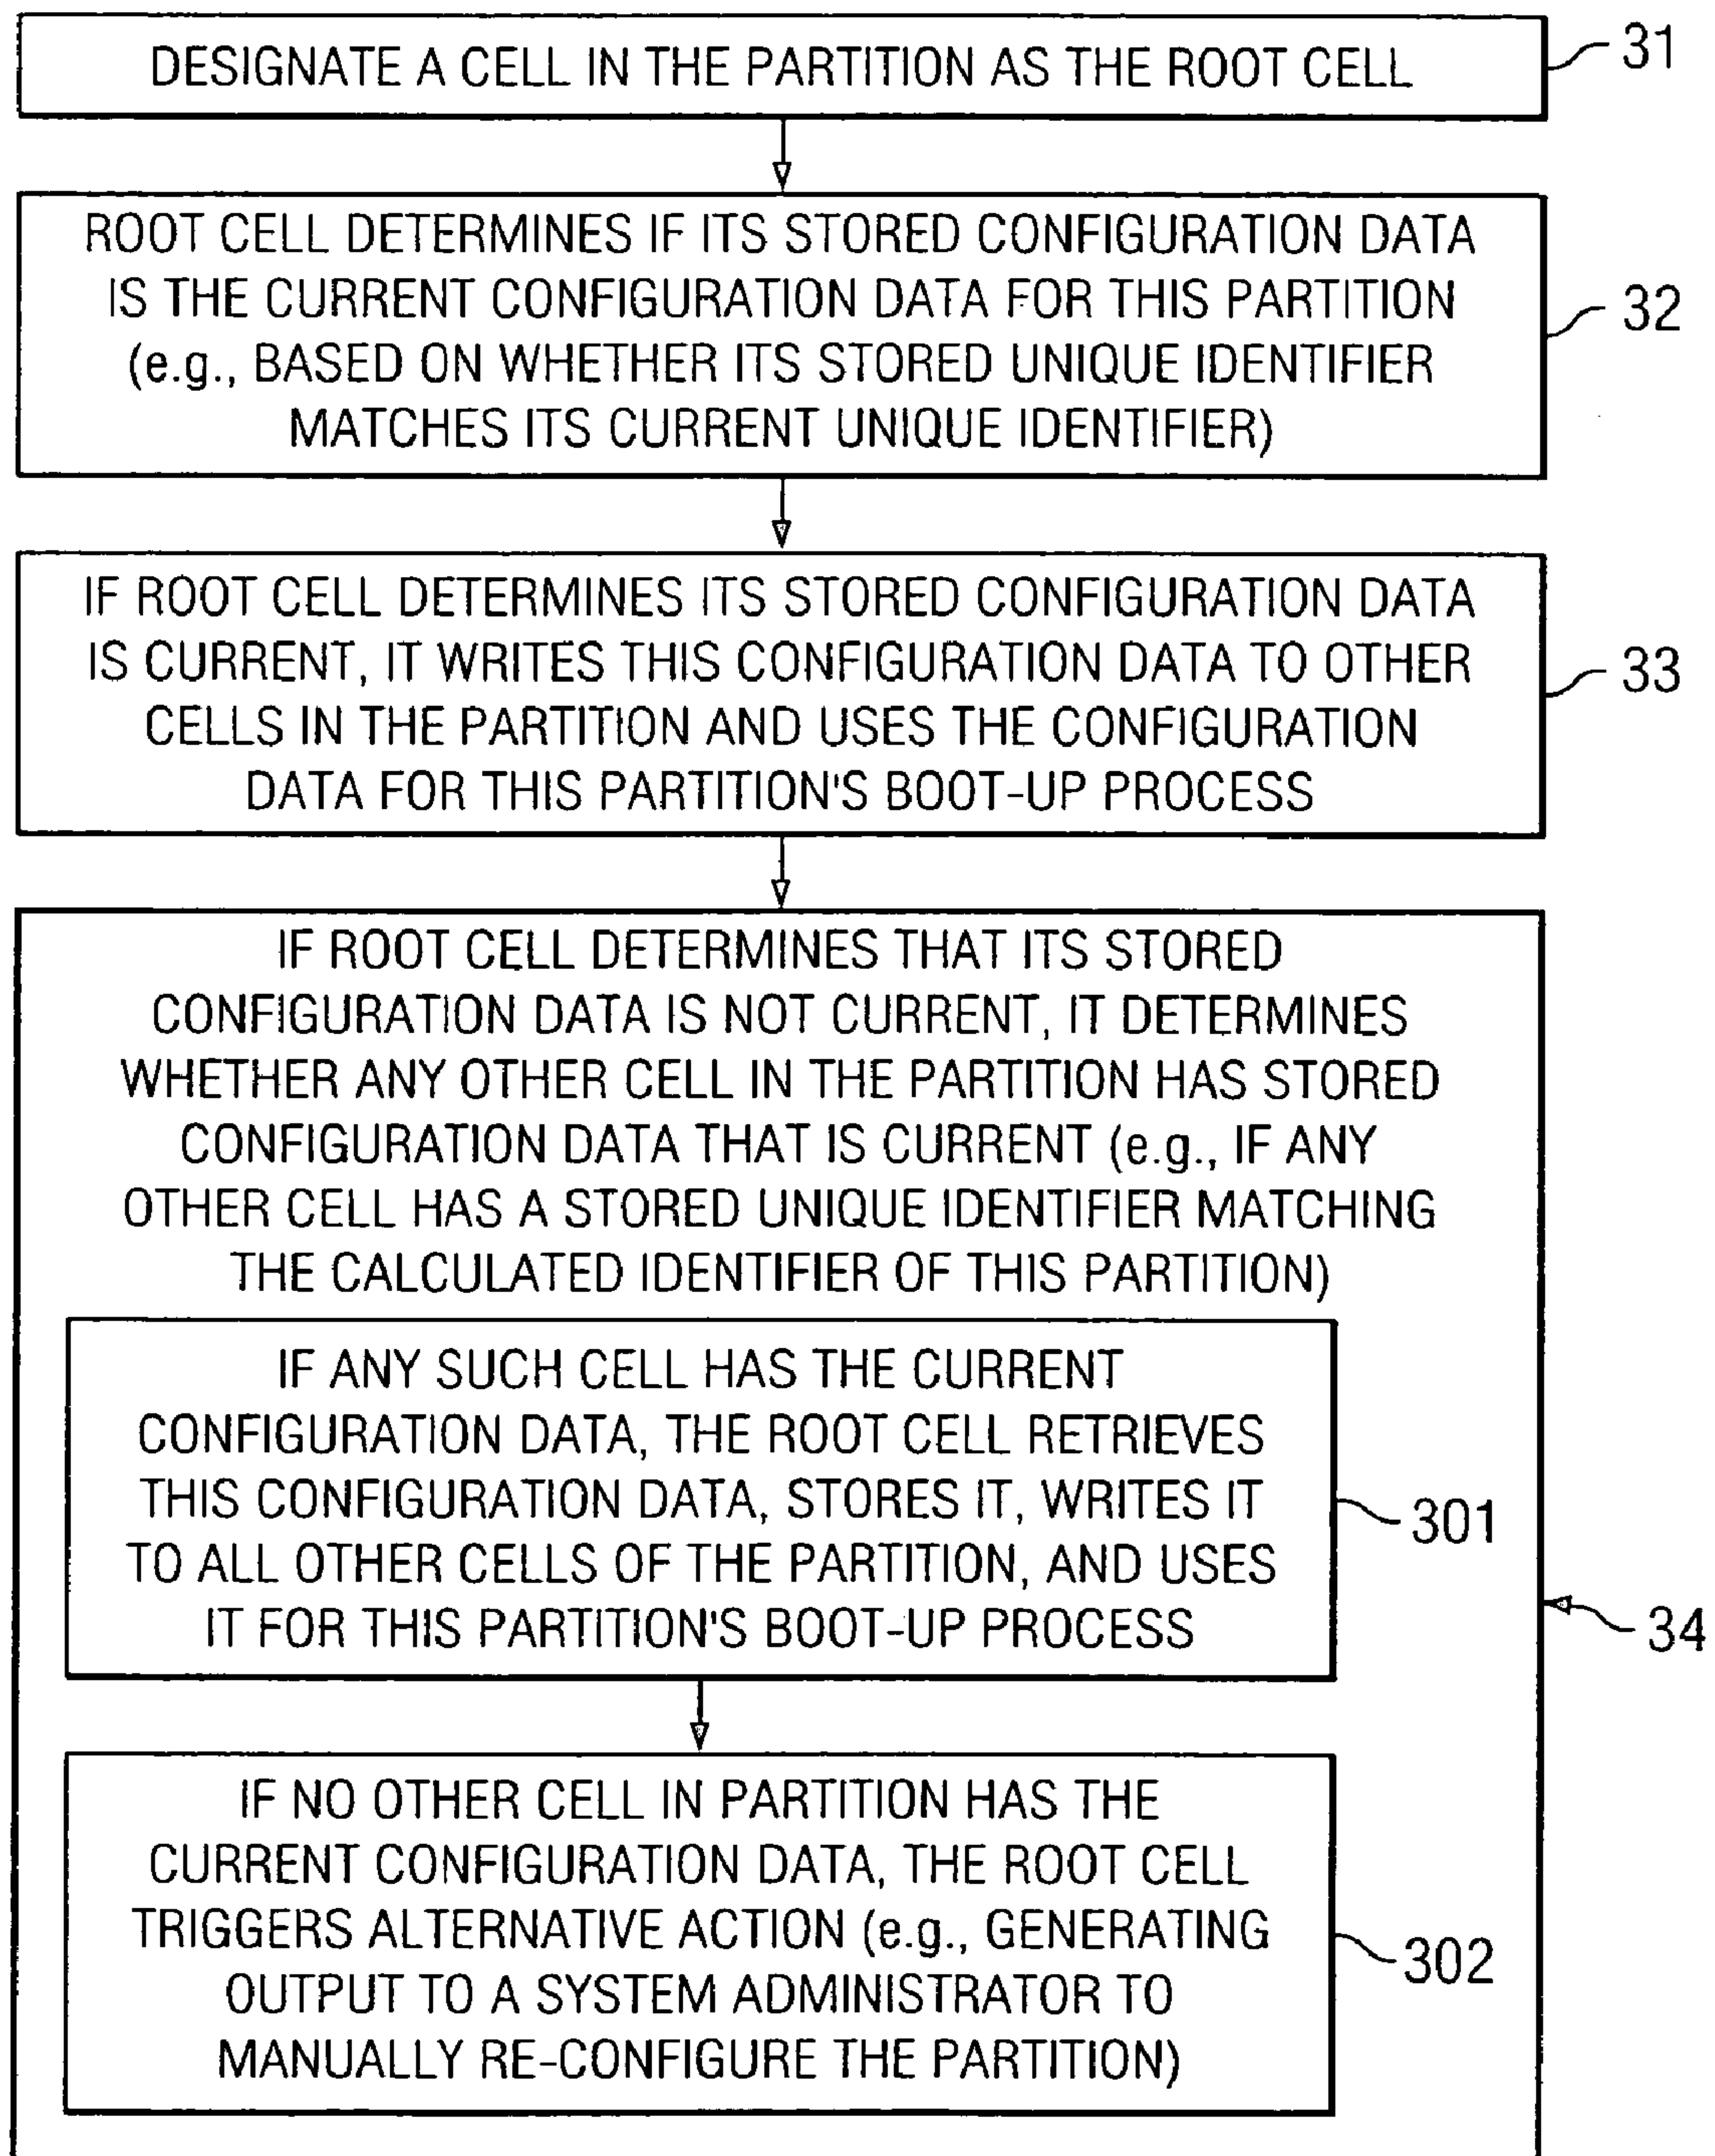 DESIGNATE A CELL IN THE PARTITION AS THE ROOT CELL
31
ROOT CELL DETERMINES IF ITS STORED CONFIGURATION DATA
IS THE CURRENT CONFIGURATION DATA FOR THIS PARTITION
(e.g., BASED ON WHETHER ITS STORED UNIQUE IDENTIFIER
MATCHES ITS CURRENT UNIQUE IDENTIFIER)
32
IF ROOT CELL DETERMINES ITS STORED CONFIGURATION DATA
IS CURRENT, IT WRITES THIS CONFIGURATION DATA TO OTHER
CELLS IN THE PARTITION AND USES THE CONFIGURATION
DATA FOR THIS PARTITION'S BOOT-UP PROCESS
33
IF ROOT CELL DETERMINES THAT ITS STORED
CONFIGURATION DATA IS NOT CURRENT, IT DETERMINES
WHETHER ANY OTHER CELL IN THE PARTITION HAS STORED
CONFIGURATION DATA THAT IS CURRENT (e.g., IF ANY
OTHER CELL HAS A STORED UNIQUE IDENTIFIER MATCHING
THE CALCULATED IDENTIFIER OF THIS PARTITION)
IF ANY SUCH CELL HAS THE CURRENT
CONFIGURATION DATA, THE ROOT CELL RETRIEVES
THIS CONFIGURATION DATA, STORES IT, WRITES IT
TO ALL OTHER CELLS OF THE PARTITION, AND USES
IT FOR THIS PARTITION'S BOOT-UP PROCESS
301
34
IF NO OTHER CELL IN PARTITION HAS THE
CURRENT CONFIGURATION DATA, THE ROOT CELL
TRIGGERS ALTERNATIVE ACTION (e.g., GENERATING
OUTPUT TO A SYSTEM ADMINISTRATOR TO
MANUALLY RE-CONFIGURE THE PARTITION)
302